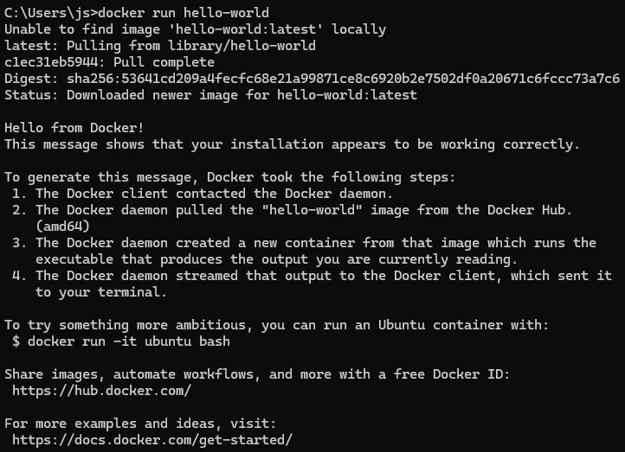 C:\Users\js>docker run hello-world
Unable to find image 'hello-world:latest' locally
latest: Pulling from library/hello-world
c1ec31eb5944: Pull complete
Digest: sha256:53641cd209a4fecfc68e21a99871ce8c6920b2e7502df0a20671c6fccc73a7c6
Status: Downloaded newer image for hello-world:latest

Hello from Docker!
This message shows that your installation appears to be working correctly.

To generate this message, Docker took the following steps:
 1. The Docker client contacted the Docker daemon.
 2. The Docker daemon pulled the "hello-world" image from the Docker Hub.
    (amd64)
 3. The Docker daemon created a new container from that image which runs the
    executable that produces the output you are currently reading.
 4. The Docker daemon streamed that output to the Docker client, which sent it
    to your terminal.

To try something more ambitious, you can run an Ubuntu container with:
 $ docker run -it ubuntu bash

Share images, automate workflows, and more with a free Docker ID:
 https://hub.docker.com/

For more examples and ideas, visit:
 https://docs.docker.com/get-started/